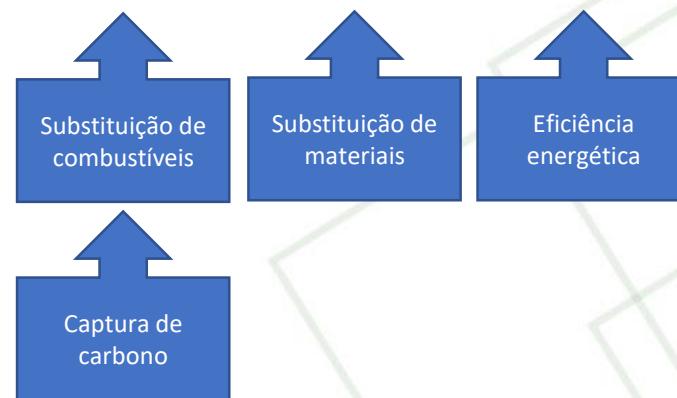 Substituição de
combustíveis
Substituição de
materiais
Eficiência
energética
Captura de
carbono